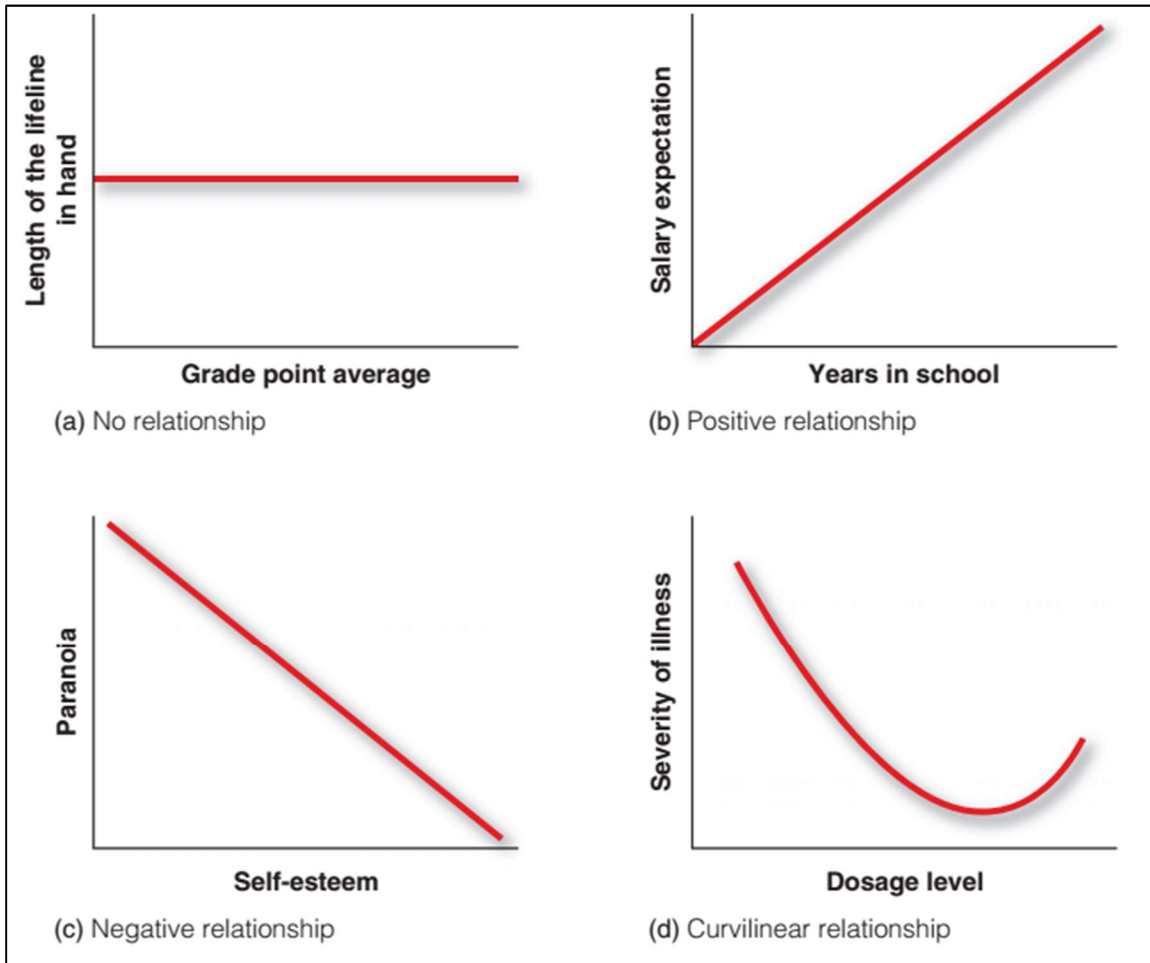 Length of the lifeline
in hand
Grade point average
(a) No relationship
Salary expectation
Years in school
(b) Positive relationship
Paranoia
Self-esteem
(c) Negative relationship
Severity of illness
Dosage level
(d) Curvilinear relationship